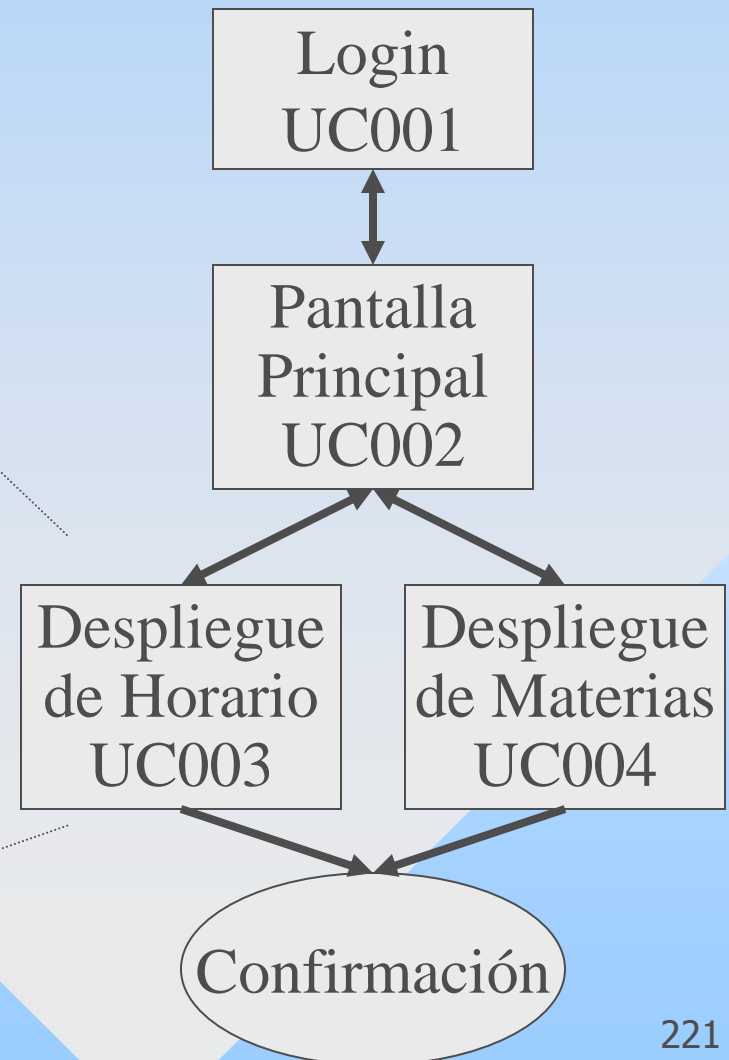 Login
UC001
Pantalla
Principal
UC002
Despliegue
de Horario
UC003
Despliegue
de Materias
UC004
Confirmación
221